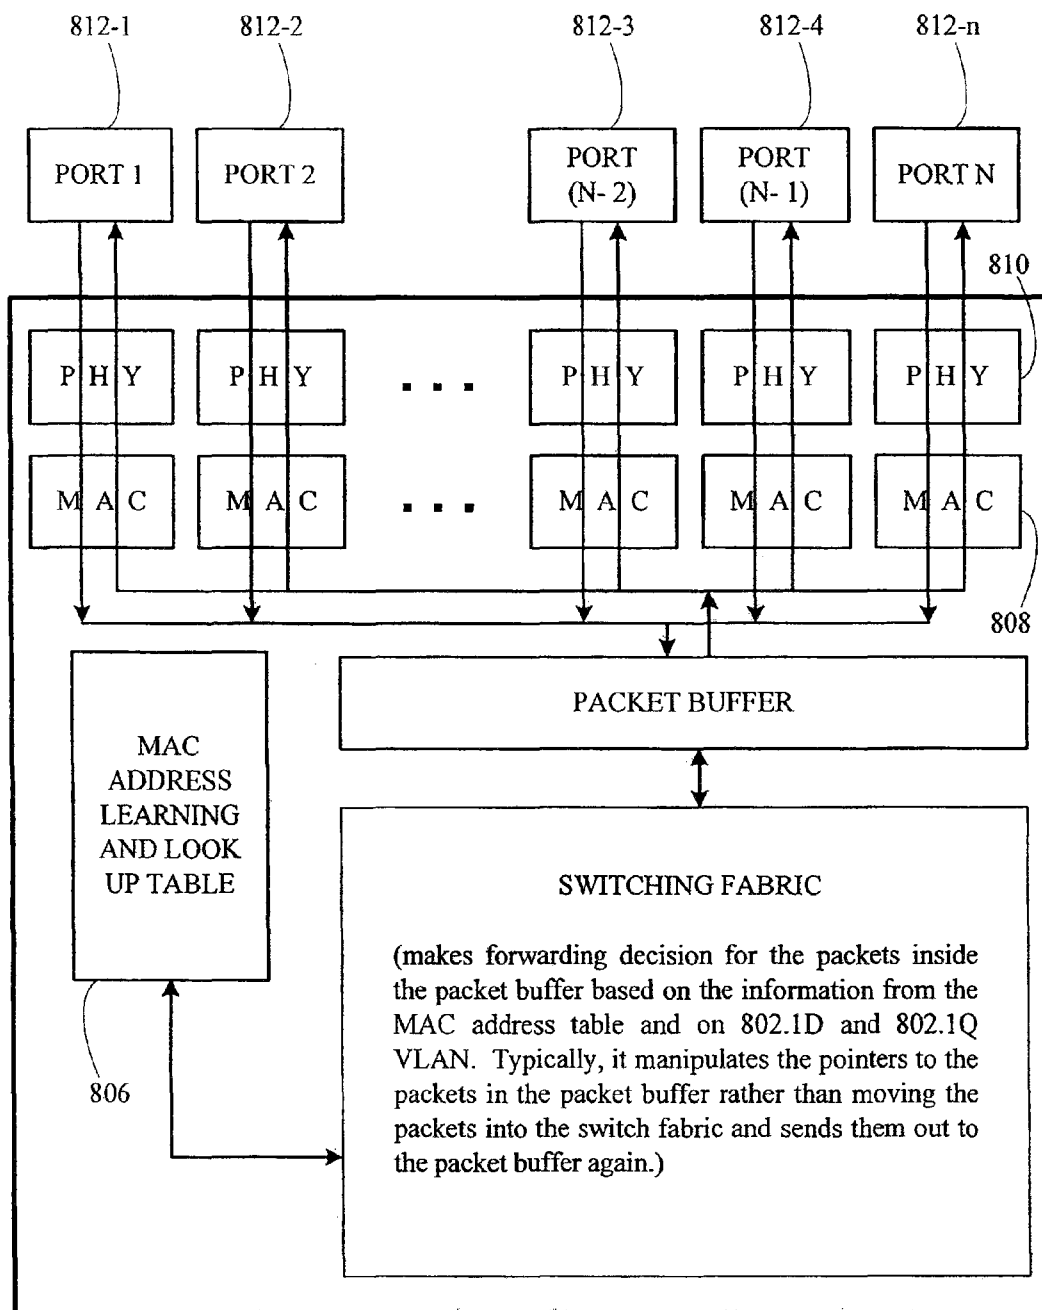 812-1 812-2 812-3 812-4 812-n
PORT 1 PORT 2 PORT (N- 2) PORT (N- 1) PORT N
810
P H Y P H Y . . . P H Y P H Y P H Y
M A C M A C . . . M A C M A C M A C
808
PACKET BUFFER
MAC
ADDRESS
LEARNING
AND LOOK
UP TABLE
806
SWITCHING FABRIC
(makes forwarding decision for the packets inside
the packet buffer based on the information from the
MAC address table and on 802.1D and 802.1Q
VLAN. Typically, it manipulates the pointers to the
packets in the packet buffer rather than moving the
packets into the switch fabric and sends them out to
the packet buffer again.)